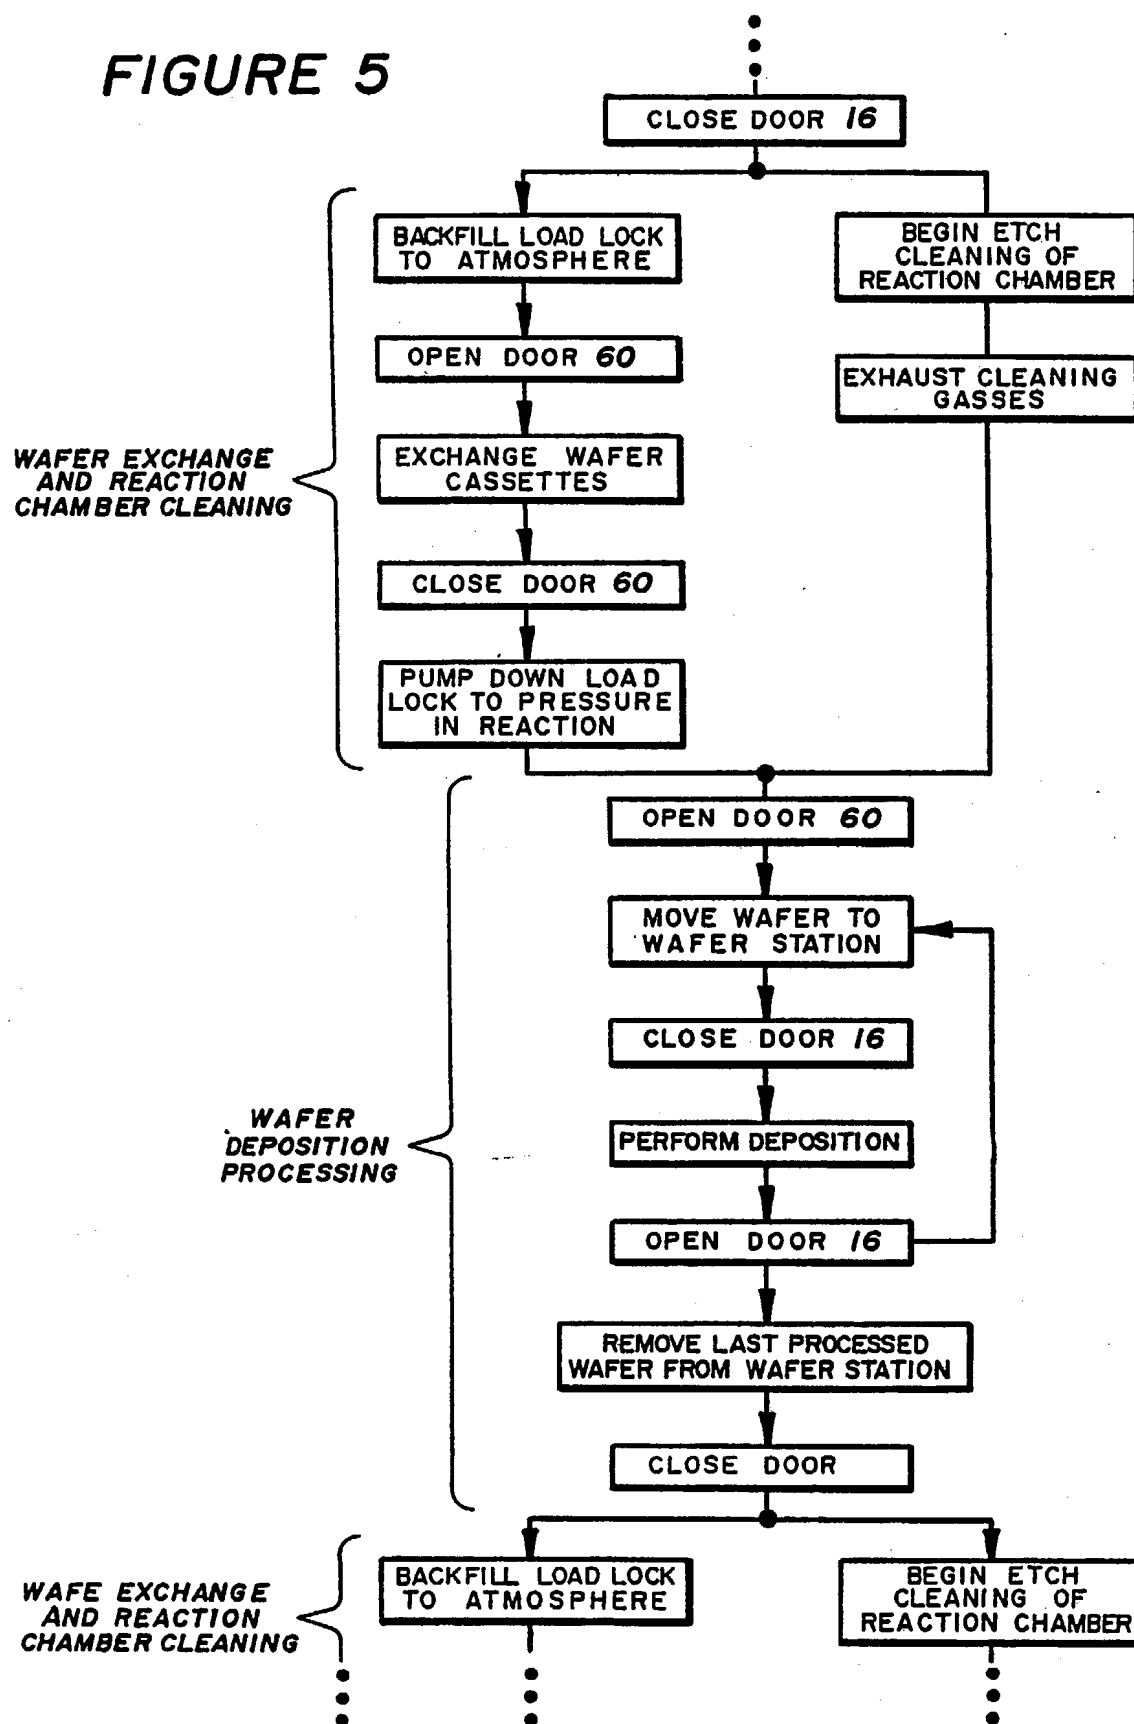 FIGURE 5
CLOSE DOOR 16
BACKFILL LOAD LOCK
TO ATMOSPHERE
BEGIN ETCH
CLEANING OF
REACTION CHAMBER
OPEN DOOR 60
EXHAUST CLEANING
GASSES
WAFER EXCHANGE
AND REACTION
CHAMBER CLEANING
EXCHANGE WAFER
CASSETTES
CLOSE DOOR 60
PUMP DOWN LOAD
LOCK TO PRESSURE
IN REACTION
OPEN DOOR 60
MOVE WAFER TO
WAFER STATION
CLOSE DOOR 16
WAFER
DEPOSITION
PROCESSING
PERFORM DEPOSITION
OPEN DOOR 16
REMOVE LAST PROCESSED
WAFER FROM WAFER STATION
CLOSE DOOR
WAFE EXCHANGE
AND REACTION
CHAMBER CLEANING
BACKFILL LOAD LOCK
TO ATMOSPHERE
BEGIN ETCH
CLEANING OF
REACTION CHAMBER